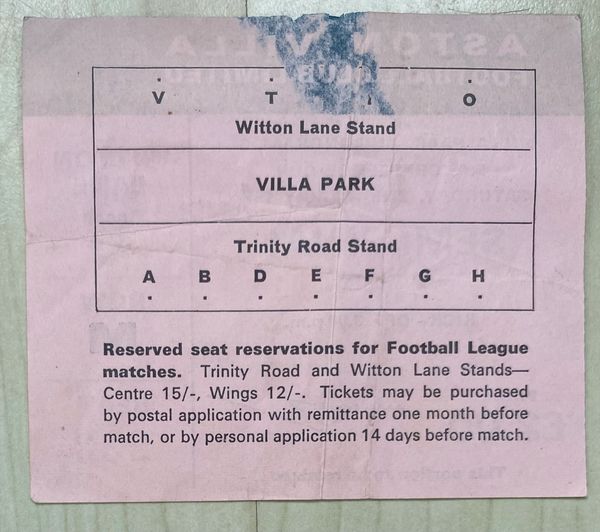 V T O
Witton Lane Stand
VILLA PARK
Trinity Road Stand
A B D E F G H
Reserved seat reservations for Football League
matches. Trinity Road and Witton Lane Stands—
Centre 15/-, Wings 12/-. Tickets may be purchased
by postal application with remittance one month before
match, or by personal application 14 days before match.